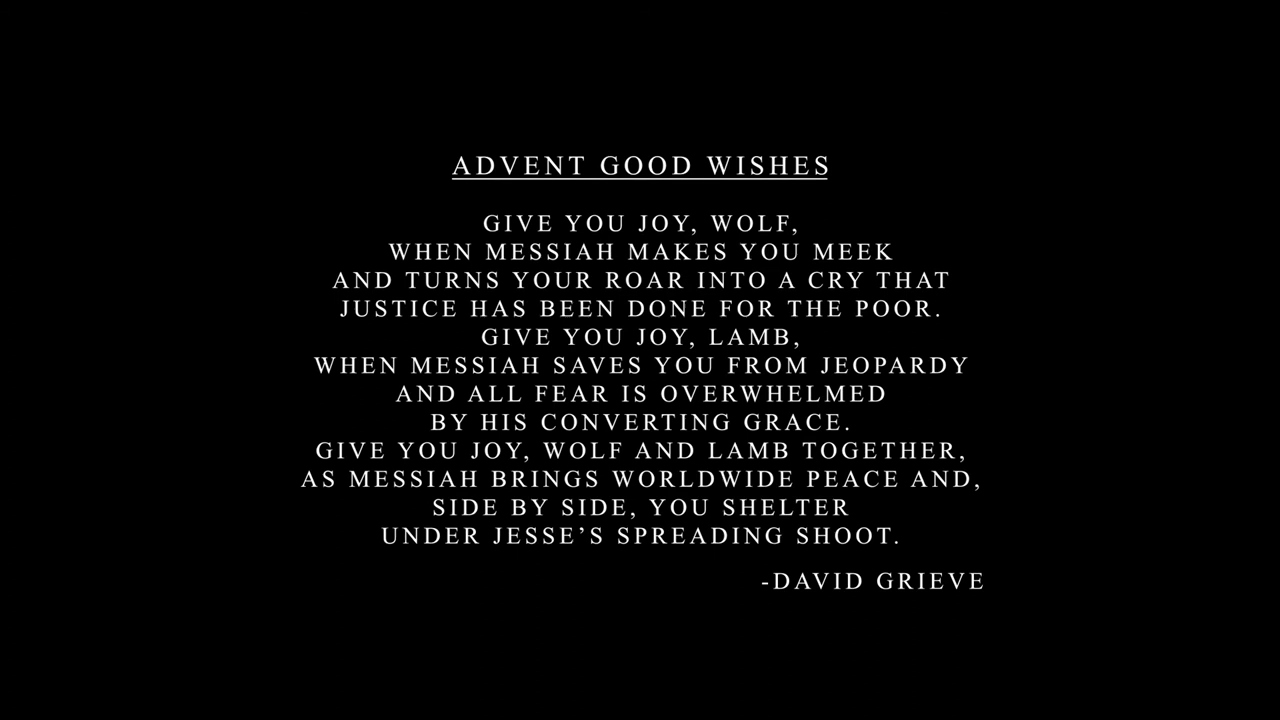 ADVENT GOOD WISHES
GIVE YOU JOY, WOLF,
WHEN MESSIAH MAKES YOU MEEK
AND TURNS YOUR ROAR INTO A CRY THAT
JUSTICE HAS BEEN DONE FOR THE POOR.
GIVE YOU JOY, LAMB,
WHEN MESSIAH SAVES YOU FROM JEOPARDY
AND ALL FEAR IS OVERWHELMED
BY HIS CONVERTING GRACE.
GIVE YOU JOY, WOLF AND LAMB TOGETHER,
AS MESSIAH BRINGS WORLDWIDE PEACE AND,
SIDE BY SIDE, YOU SHELTER
UNDER JESSE’S SPREADING SHOOT.
-DAVID GRIEVE